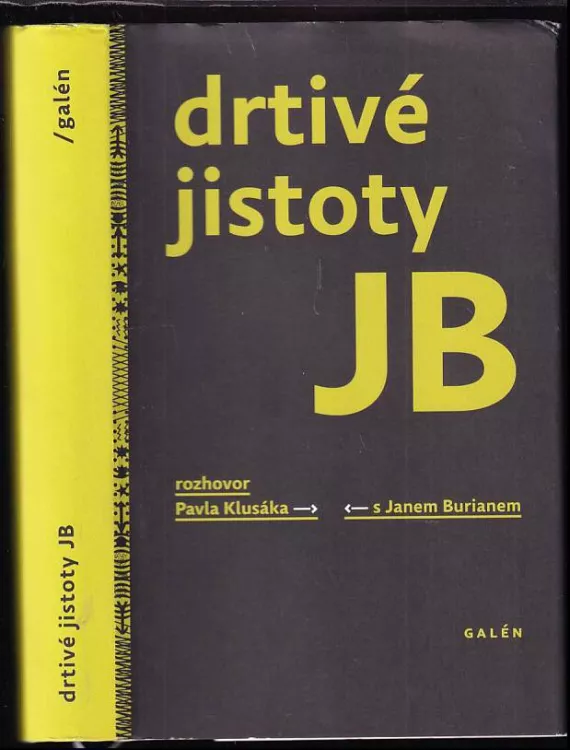 /galén
drtivé jistoty JB
drtivé
jistoty
JB
rozhovor
Pavla Klusáka
s Janem Burianem
GALÉN